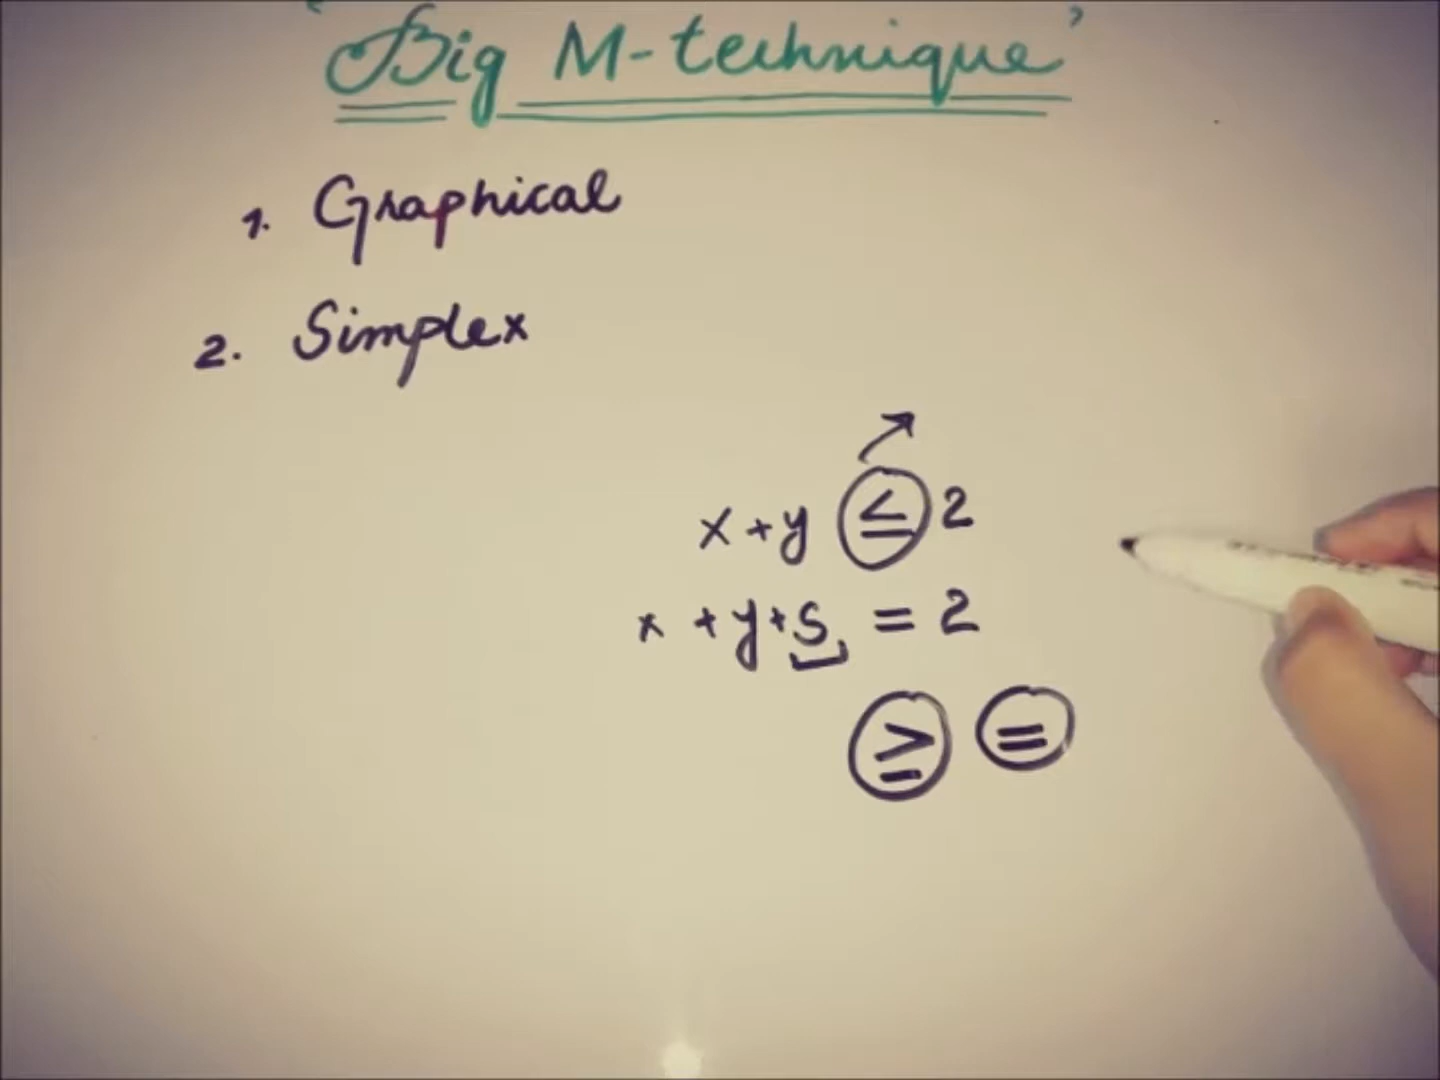 'Big M-technique'
1. Graphical
2. Simplex
x + y ≤ 2
x + y + S = 2
≥ =